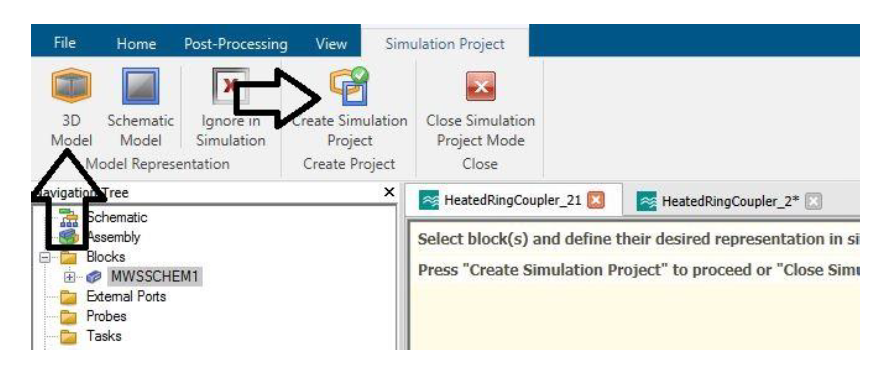 File Home Post-Processing View Simulation Project
3D Schematic Ignore in Create Simulation Close Simulation
Model Model Simulation Project Project Mode
Model Representation Create Project Close
Navigation Tree
HeatedRingCoupler_21 HeatedRingCoupler_2*
Schematic
Assembly
Blocks
MWSSCHEM1
External Ports
Probes
Tasks
Select block(s) and define their desired representation in si
Press "Create Simulation Project" to proceed or "Close Simu